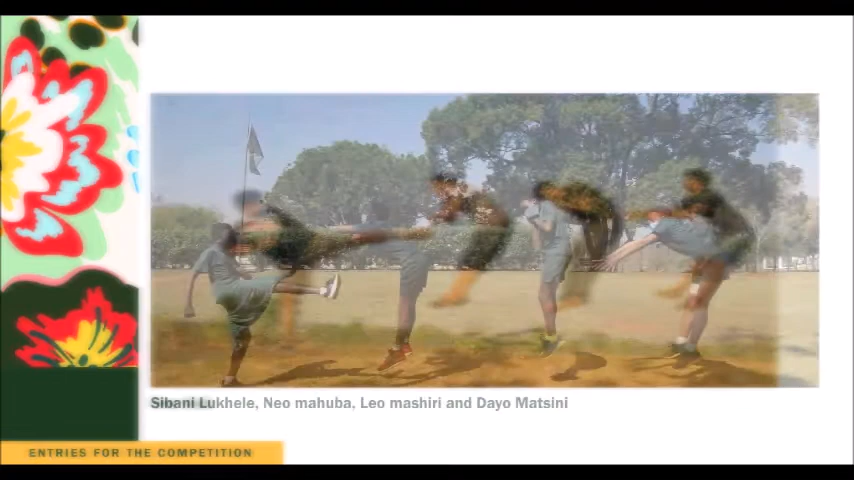 Sibani Lukhele, Neo mahuba, Leo mashiri and Dayo Matsini
ENTRIES FOR THE COMPETITION